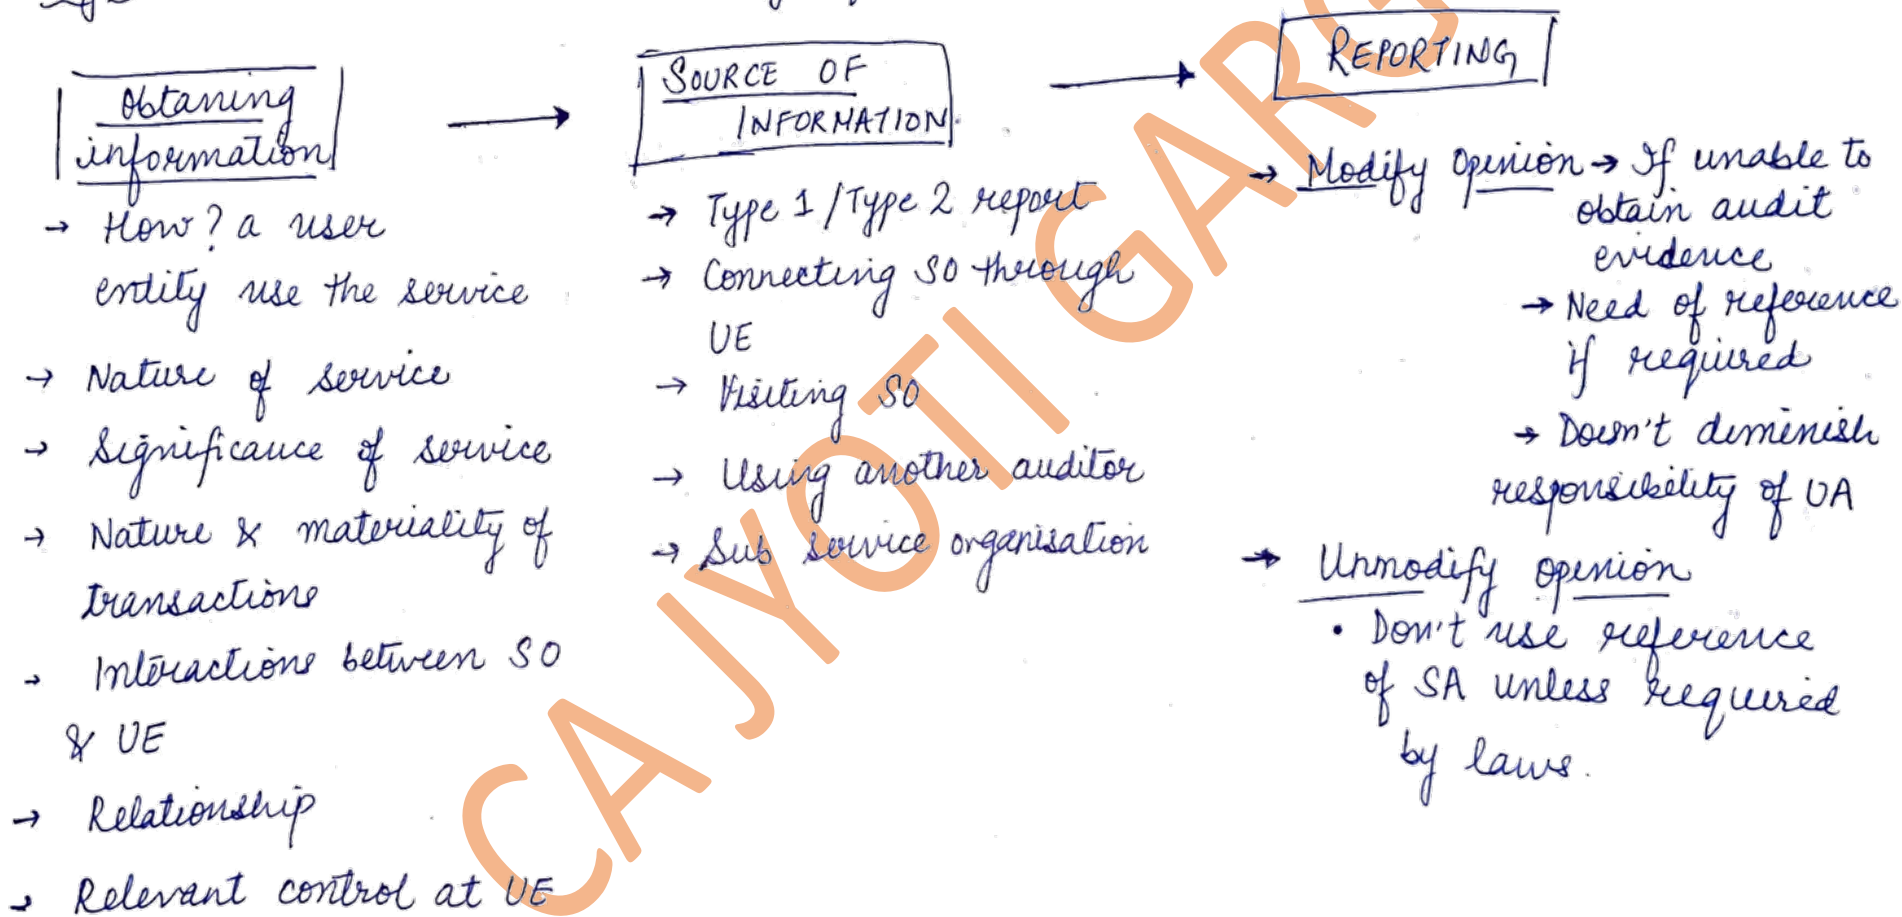 Obtaning
information
→ How? a user
entity use the service
→ Nature of service
→ Significance of service
→ Nature & materiality of
transactions
→ Interactions between SO
& UE
→ Relationship
→ Relevant control at UE
SOURCE OF
INFORMATION
→ Type 1 / Type 2 report
→ Connecting SO through
UE
→ Visiting SO
→ Using another auditor
→ Sub service organisation
REPORTING
→ Modify Opinion → If unable to
obtain audit
evidence
→ Need of reference
if required
→ Doesn't diminish
responsibility of UA
→ Unmodify opinion
• Don't use reference
of SA unless required
by laws.
CA JYOTI GARG